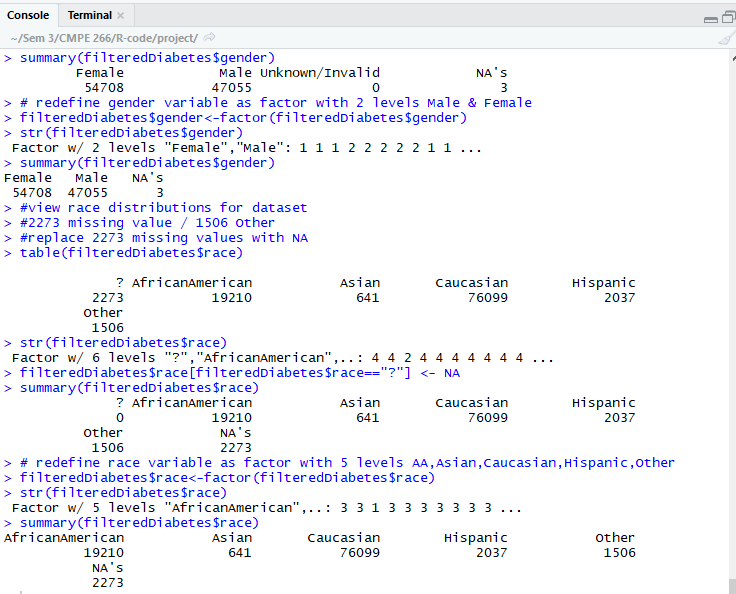 Console Terminal ×
~/Sem 3/CMPE 266/R-code/project/
> summary(filteredDiabetes$gender)
         Female            Male Unknown/Invalid            NA's
          54708           47055               0               3
> # redefine gender variable as factor with 2 levels Male & Female
> filteredDiabetes$gender<-factor(filteredDiabetes$gender)
> str(filteredDiabetes$gender)
 Factor w/ 2 levels "Female","Male": 1 1 1 2 2 2 2 2 1 1 ...
> summary(filteredDiabetes$gender)
Female   Male   NA's
 54708  47055      3
> #view race distributions for dataset
> #2273 missing value / 1506 Other
> #replace 2273 missing values with NA
> table(filteredDiabetes$race)
              ? AfricanAmerican           Asian       Caucasian        Hispanic
           2273           19210             641           76099            2037
          Other
           1506
> str(filteredDiabetes$race)
 Factor w/ 6 levels "?","AfricanAmerican",..: 4 4 2 4 4 4 4 4 4 4 ...
> filteredDiabetes$race[filteredDiabetes$race=="?"] <- NA
> summary(filteredDiabetes$race)
              ? AfricanAmerican           Asian       Caucasian        Hispanic
              0           19210             641           76099            2037
          Other            NA's
           1506            2273
> # redefine race variable as factor with 5 levels AA,Asian,Caucasian,Hispanic,Other
> filteredDiabetes$race<-factor(filteredDiabetes$race)
> str(filteredDiabetes$race)
 Factor w/ 5 levels "AfricanAmerican",..: 3 3 1 3 3 3 3 3 3 3 ...
> summary(filteredDiabetes$race)
AfricanAmerican           Asian       Caucasian        Hispanic           Other
          19210             641           76099            2037            1506
           NA's
           2273